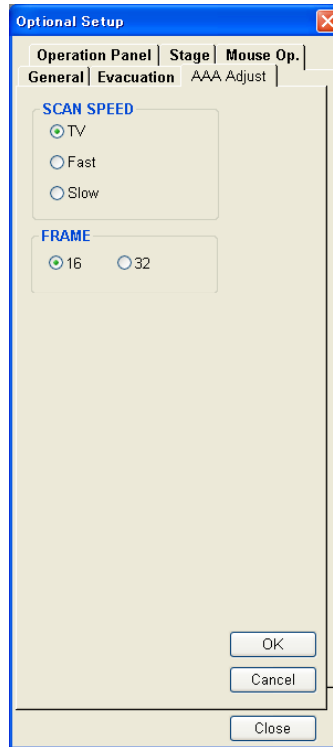 Optional Setup
Operation Panel Stage Mouse Op.
General Evacuation AAA Adjust
SCAN SPEED
TV
Fast
Slow
FRAME
16 32
OK
Cancel
Close